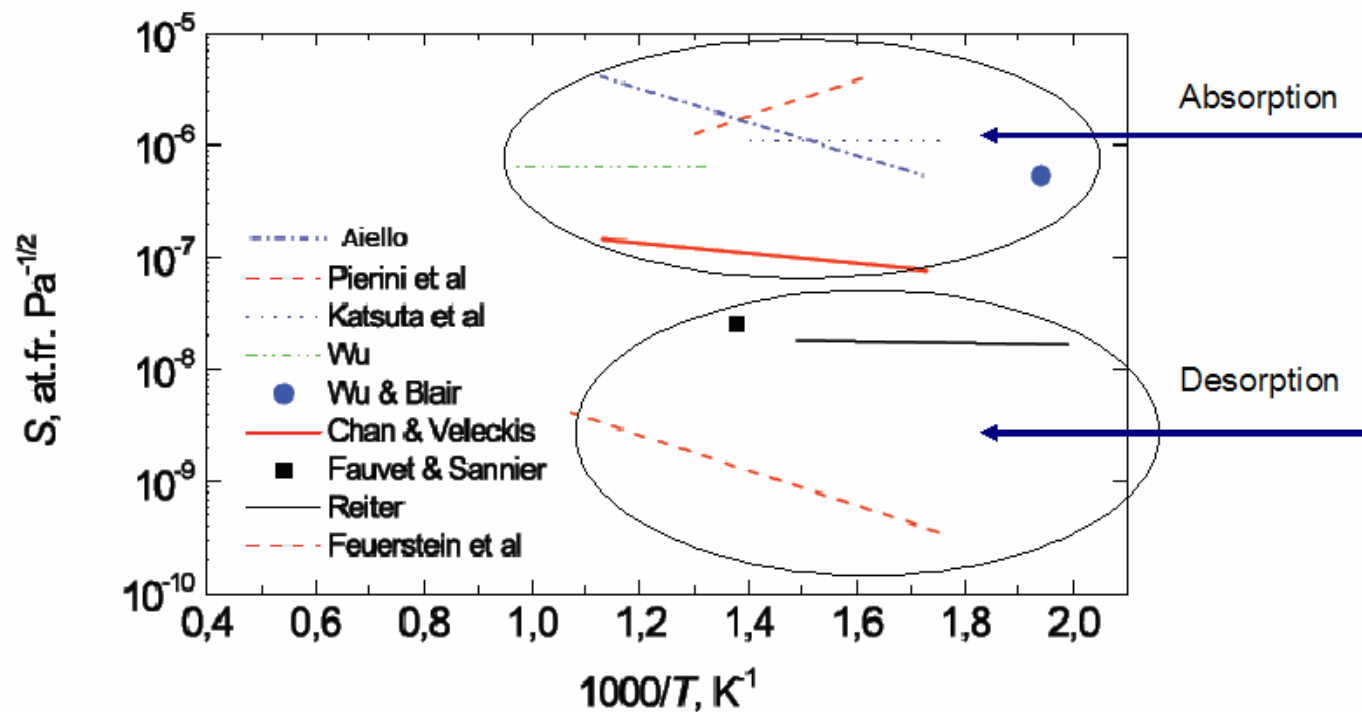 10-5
10-6
10-7
10-8
10-9
10-10
S, at.fr. Pa-1/2
Aiello
Pierini et al
Katsuta et al
Wu
Wu & Blair
Chan & Veleckis
Fauvet & Sannier
Reiter
Feuerstein et al
Absorption
Desorption
0,4 0,6 0,8 1,0 1,2 1,4 1,6 1,8 2,0
1000/T, K-1